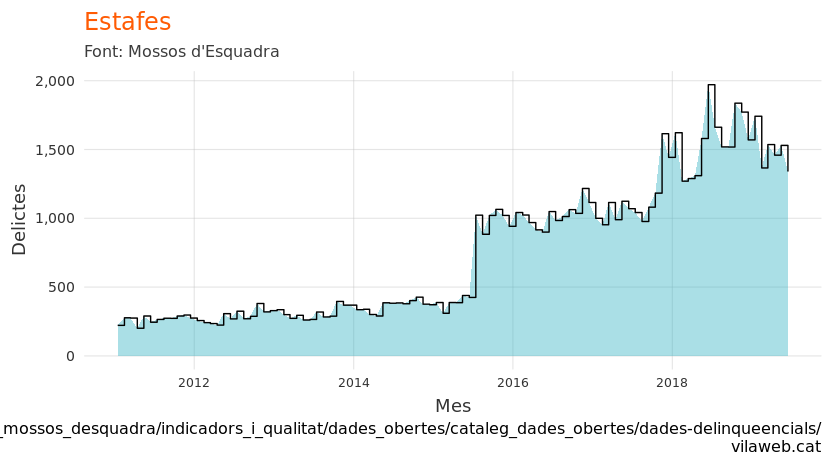 Estafes
Font: Mossos d'Esquadra
2,000
1,500
1,000
500
0
Delictes
2012 2014 2016 2018
Mes
_mossos_desquadra/indicadors_i_qualitat/dades_obertes/cataleg_dades_obertes/dades-delinqueencials/
vilaweb.cat